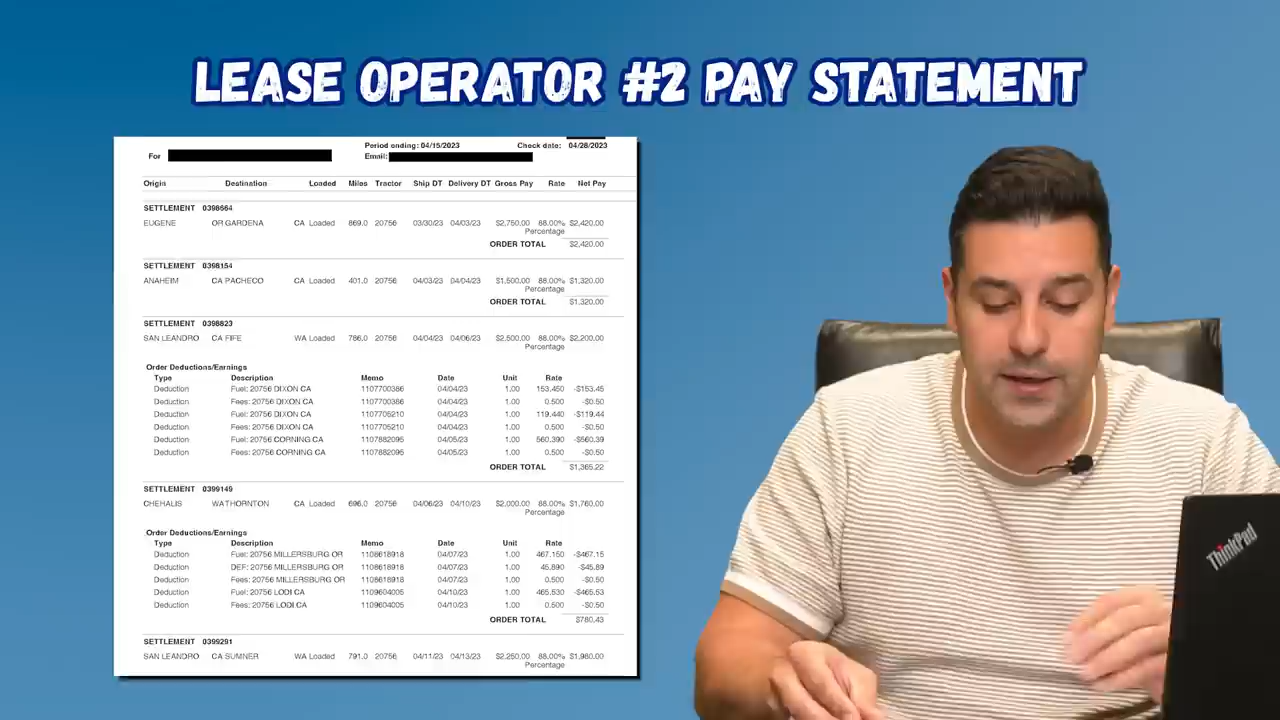 LEASE OPERATOR #2 PAY STATEMENT
Period ending: 04/15/2023 Check date: 04/28/2023
For Email:
Origin Destination Loaded Miles Tractor Ship DT Delivery DT Gross Pay Rate Net Pay
SETTLEMENT 0398664
EUGENE OR GARDENA CA Loaded 869.0 20756 03/30/23 04/03/23 $2,750.00 88.00% $2,420.00
Percentage
ORDER TOTAL $2,420.00
SETTLEMENT 0398154
ANAHEIM CA PACHECO CA Loaded 401.0 20756 04/03/23 04/04/23 $1,500.00 88.00% $1,320.00
Percentage
ORDER TOTAL $1,320.00
SETTLEMENT 0398823
SAN LEANDRO CA FIFE WA Loaded 786.0 20756 04/04/23 04/06/23 $2,500.00 88.00% $2,200.00
Percentage
Order Deductions/Earnings
Type Description Memo Date Unit Rate
Deduction Fuel: 20756 DIXON CA 1107700386 04/04/23 1.00 153.450 -$153.45
Deduction Fees: 20756 DIXON CA 1107700386 04/04/23 1.00 0.500 -$0.50
Deduction Fuel: 20756 DIXON CA 1107705210 04/04/23 1.00 119.440 -$119.44
Deduction Fees: 20756 DIXON CA 1107705210 04/04/23 1.00 0.500 -$0.50
Deduction Fuel: 20756 CORNING CA 1107882095 04/05/23 1.00 560.390 -$560.39
Deduction Fees: 20756 CORNING CA 1107882095 04/05/23 1.00 0.500 -$0.50
ORDER TOTAL $1,365.22
SETTLEMENT 0399149
CHEHALIS WA THORNTON CA Loaded 696.0 20756 04/06/23 04/10/23 $2,000.00 88.00% $1,760.00
Percentage
Order Deductions/Earnings
Type Description Memo Date Unit Rate
Deduction Fuel: 20756 MILLERSBURG OR 1108618918 04/07/23 1.00 467.150 -$467.15
Deduction DEF: 20756 MILLERSBURG OR 1108618918 04/07/23 1.00 45.890 -$45.89
Deduction Fees: 20756 MILLERSBURG OR 1108618918 04/07/23 1.00 0.500 -$0.50
Deduction Fuel: 20756 LODI CA 1109604005 04/10/23 1.00 465.530 -$465.53
Deduction Fees: 20756 LODI CA 1109604005 04/10/23 1.00 0.500 -$0.50
ORDER TOTAL $780.43
SETTLEMENT 0399291
SAN LEANDRO CA SUMNER WA Loaded 791.0 20756 04/11/23 04/13/23 $2,250.00 88.00% $1,980.00
Percentage
ThinkPad